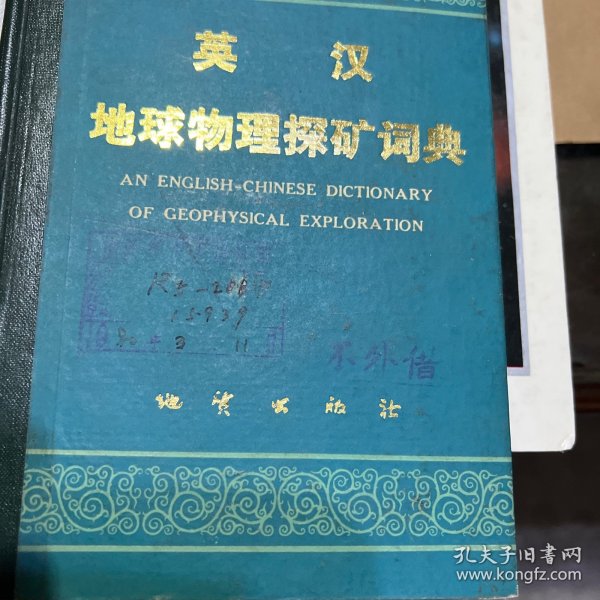 英 汉
地球物理探矿词典
AN ENGLISH-CHINESE DICTIONARY
OF GEOPHYSICAL EXPLORATION
15939
不外借
地质出版社
孔夫子旧书网
www.kongfz.com